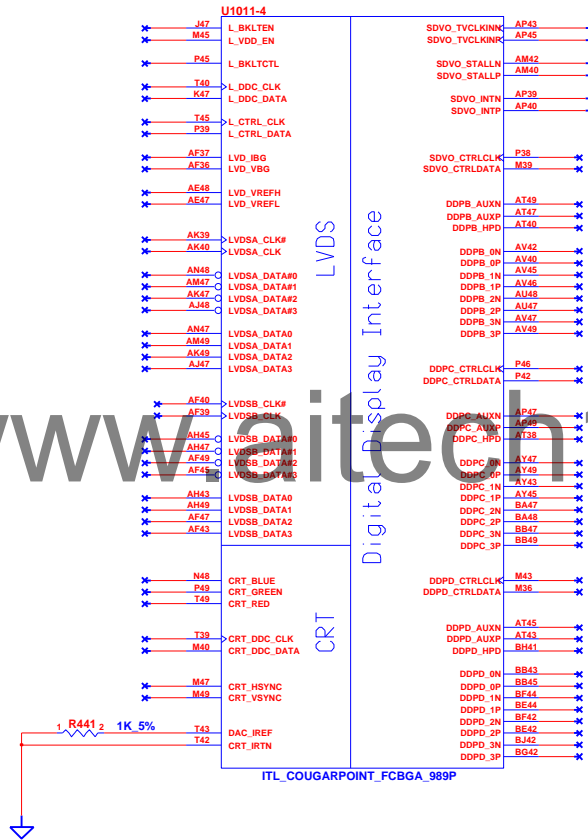 U1011-4
J47 L_BKLTEN
M45 L_VDD_EN
P45 L_BKLTCTL
T40 L_DDC_CLK
K47 L_DDC_DATA
T45 L_CTRL_CLK
P39 L_CTRL_DATA
AF37 LVD_IBG
AF36 LVD_VBG
AE48 LVD_VREFH
AE47 LVD_VREFL
AK39 LVDSA_CLK#
AK40 LVDSA_CLK
AN48 LVDSA_DATA#0
AM47 LVDSA_DATA#1
AK47 LVDSA_DATA#2
AJ48 LVDSA_DATA#3
AN47 LVDSA_DATA0
AM49 LVDSA_DATA1
AK49 LVDSA_DATA2
AJ47 LVDSA_DATA3
AF40 LVDSB_CLK#
AF39 LVDSB_CLK
AH45 LVDSB_DATA#0
AH47 LVDSB_DATA#1
AF49 LVDSB_DATA#2
AF45 LVDSB_DATA#3
AH43 LVDSB_DATA0
AH49 LVDSB_DATA1
AF47 LVDSB_DATA2
AF43 LVDSB_DATA3
N48 CRT_BLUE
P49 CRT_GREEN
T49 CRT_RED
T39 CRT_DDC_CLK
M40 CRT_DDC_DATA
M47 CRT_HSYNC
M49 CRT_VSYNC
1 R441 2 1K_5% T43 DAC_IREF
T42 CRT_IRTN
LVDS
CRT
Digital Display Interface
SDVO_TVCLKINN AP43
SDVO_TVCLKINP AP45
SDVO_STALLN AM42
SDVO_STALLP AM40
SDVO_INTN AP39
SDVO_INTP AP40
SDVO_CTRLCLK P38
SDVO_CTRLDATA M39
DDPB_AUXN AT49
DDPB_AUXP AT47
DDPB_HPD AT40
DDPB_0N AV42
DDPB_0P AV40
DDPB_1N AV45
DDPB_1P AV46
DDPB_2N AU48
DDPB_2P AU47
DDPB_3N AV47
DDPB_3P AV49
DDPC_CTRLCLK P46
DDPC_CTRLDATA P42
DDPC_AUXN AP47
DDPC_AUXP AP49
DDPC_HPD AT38
DDPC_0N AY47
DDPC_0P AY49
DDPC_1N AY43
DDPC_1P AY45
DDPC_2N BA47
DDPC_2P BA48
DDPC_3N BB47
DDPC_3P BB49
DDPD_CTRLCLK M43
DDPD_CTRLDATA M36
DDPD_AUXN AT45
DDPD_AUXP AT43
DDPD_HPD BH41
DDPD_0N BB43
DDPD_0P BB45
DDPD_1N BF44
DDPD_1P BE44
DDPD_2N BF42
DDPD_2P BE42
DDPD_3N BJ42
DDPD_3P BG42
ITL_COUGARPOINT_FCBGA_989P
www.aitech